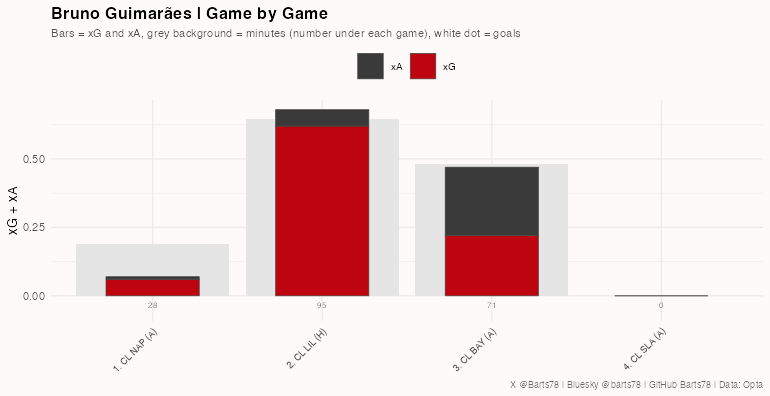 Bruno Guimarães | Game by Game
Bars = xG and xA, grey background = minutes (number under each game), white dot = goals
xA xG
xG + xA
0.50
0.25
0.00
28 95 71 0
1. CL NAP (A) 2. CL LIL (H) 3. CL BAY (A) 4. CL SLA (A)
X @Barts78 | Bluesky @barts78 | GitHub Barts78 | Data: Opta